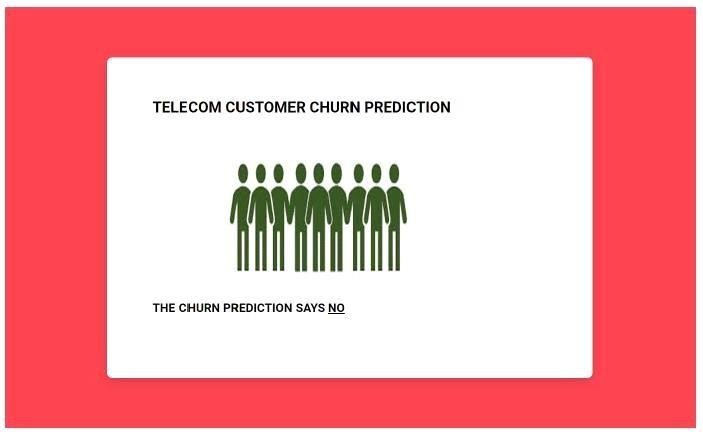 TELECOM CUSTOMER CHURN PREDICTION
THE CHURN PREDICTION SAYS NO